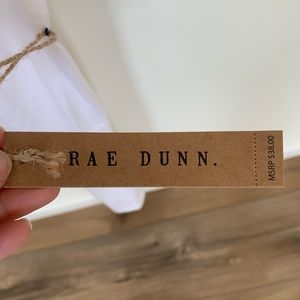 RAE DUNN.
MSRP $38.00